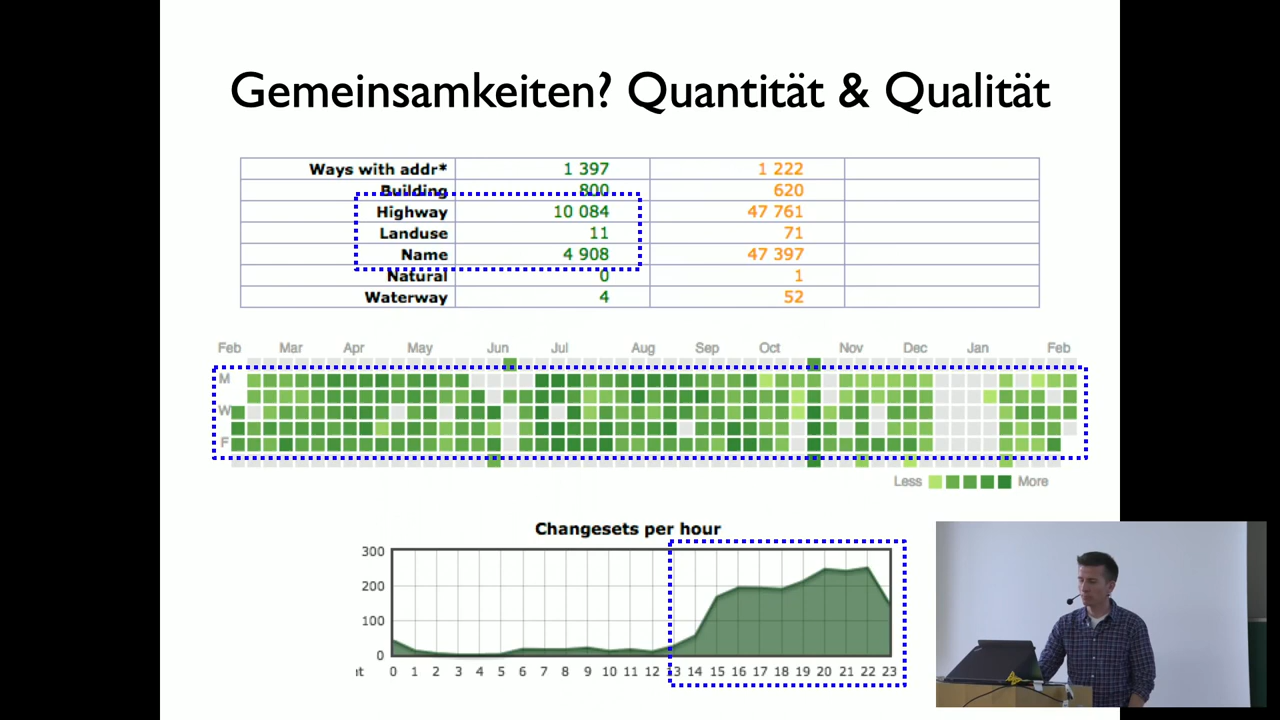 Gemeinsamkeiten? Quantität & Qualität
Ways with addr* 1 397 1 222
Building 800 620
Highway 10 084 47 761
Landuse 11 71
Name 4 908 47 397
Natural 0 1
Waterway 4 52
Feb Mar Apr May Jun Jul Aug Sep Oct Nov Dec Jan Feb
M
W
F
Less More
Changesets per hour
300
200
100
0
0 1 2 3 4 5 6 7 8 9 10 11 12 13 14 15 16 17 18 19 20 21 22 23